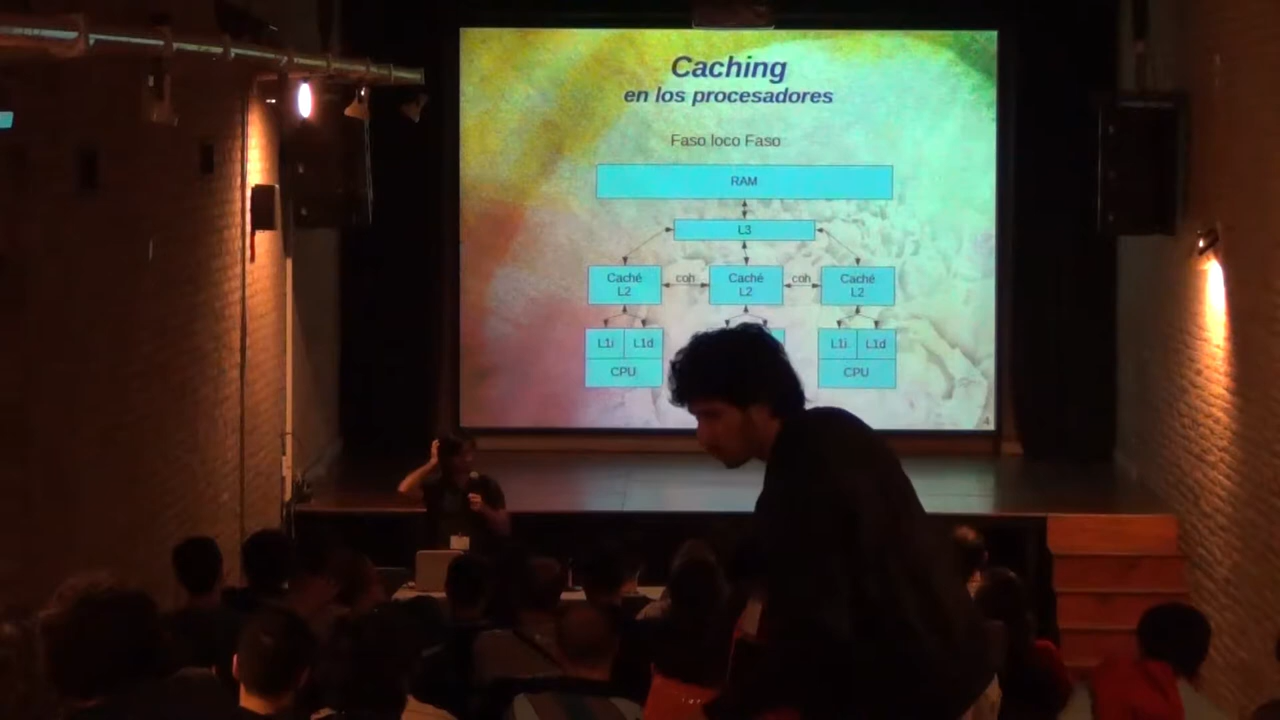 Caching
en los procesadores
Faso loco Faso
RAM
L3
Caché L2
coh
Caché L2
coh
Caché L2
L1i
L1d
L1i
L1d
CPU
CPU
4